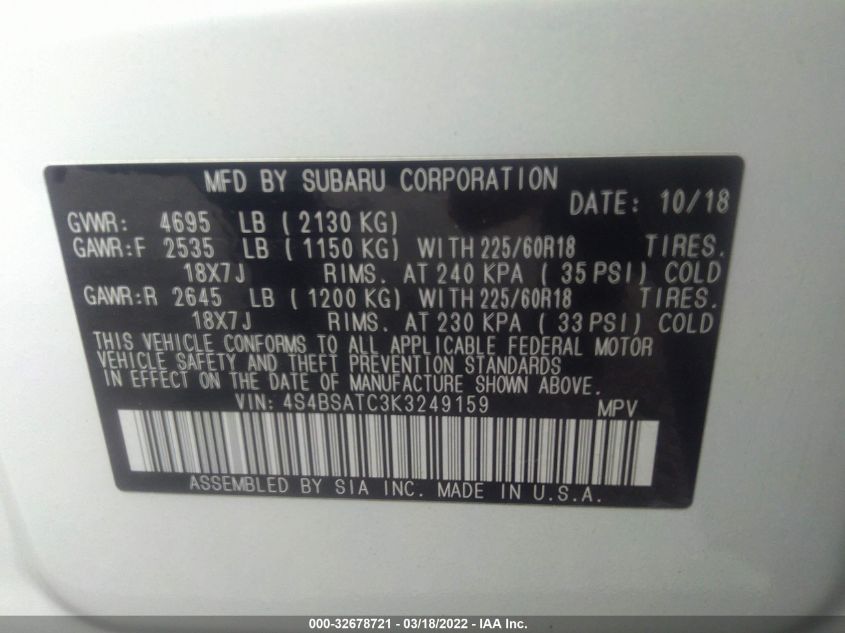 MFD BY SUBARU CORPORATION
DATE: 10/18
GVWR: 4695 LB ( 2130 KG)
GAWR:F 2535 LB ( 1150 KG) WITH 225/60R18 TIRES.
18X7J RIMS. AT 240 KPA ( 35 PSI) COLD
GAWR:R 2645 LB ( 1200 KG) WITH 225/60R18 TIRES.
18X7J RIMS. AT 230 KPA ( 33 PSI) COLD
THIS VEHICLE CONFORMS TO ALL APPLICABLE FEDERAL MOTOR
VEHICLE SAFETY AND THEFT PREVENTION STANDARDS
IN EFFECT ON THE DATE OF MANUFACTURE SHOWN ABOVE.
VIN: 4S4BSATC3K3249159 MPV
ASSEMBLED BY SIA INC. MADE IN U.S.A.
000-32678721 - 03/18/2022 - IAA Inc.